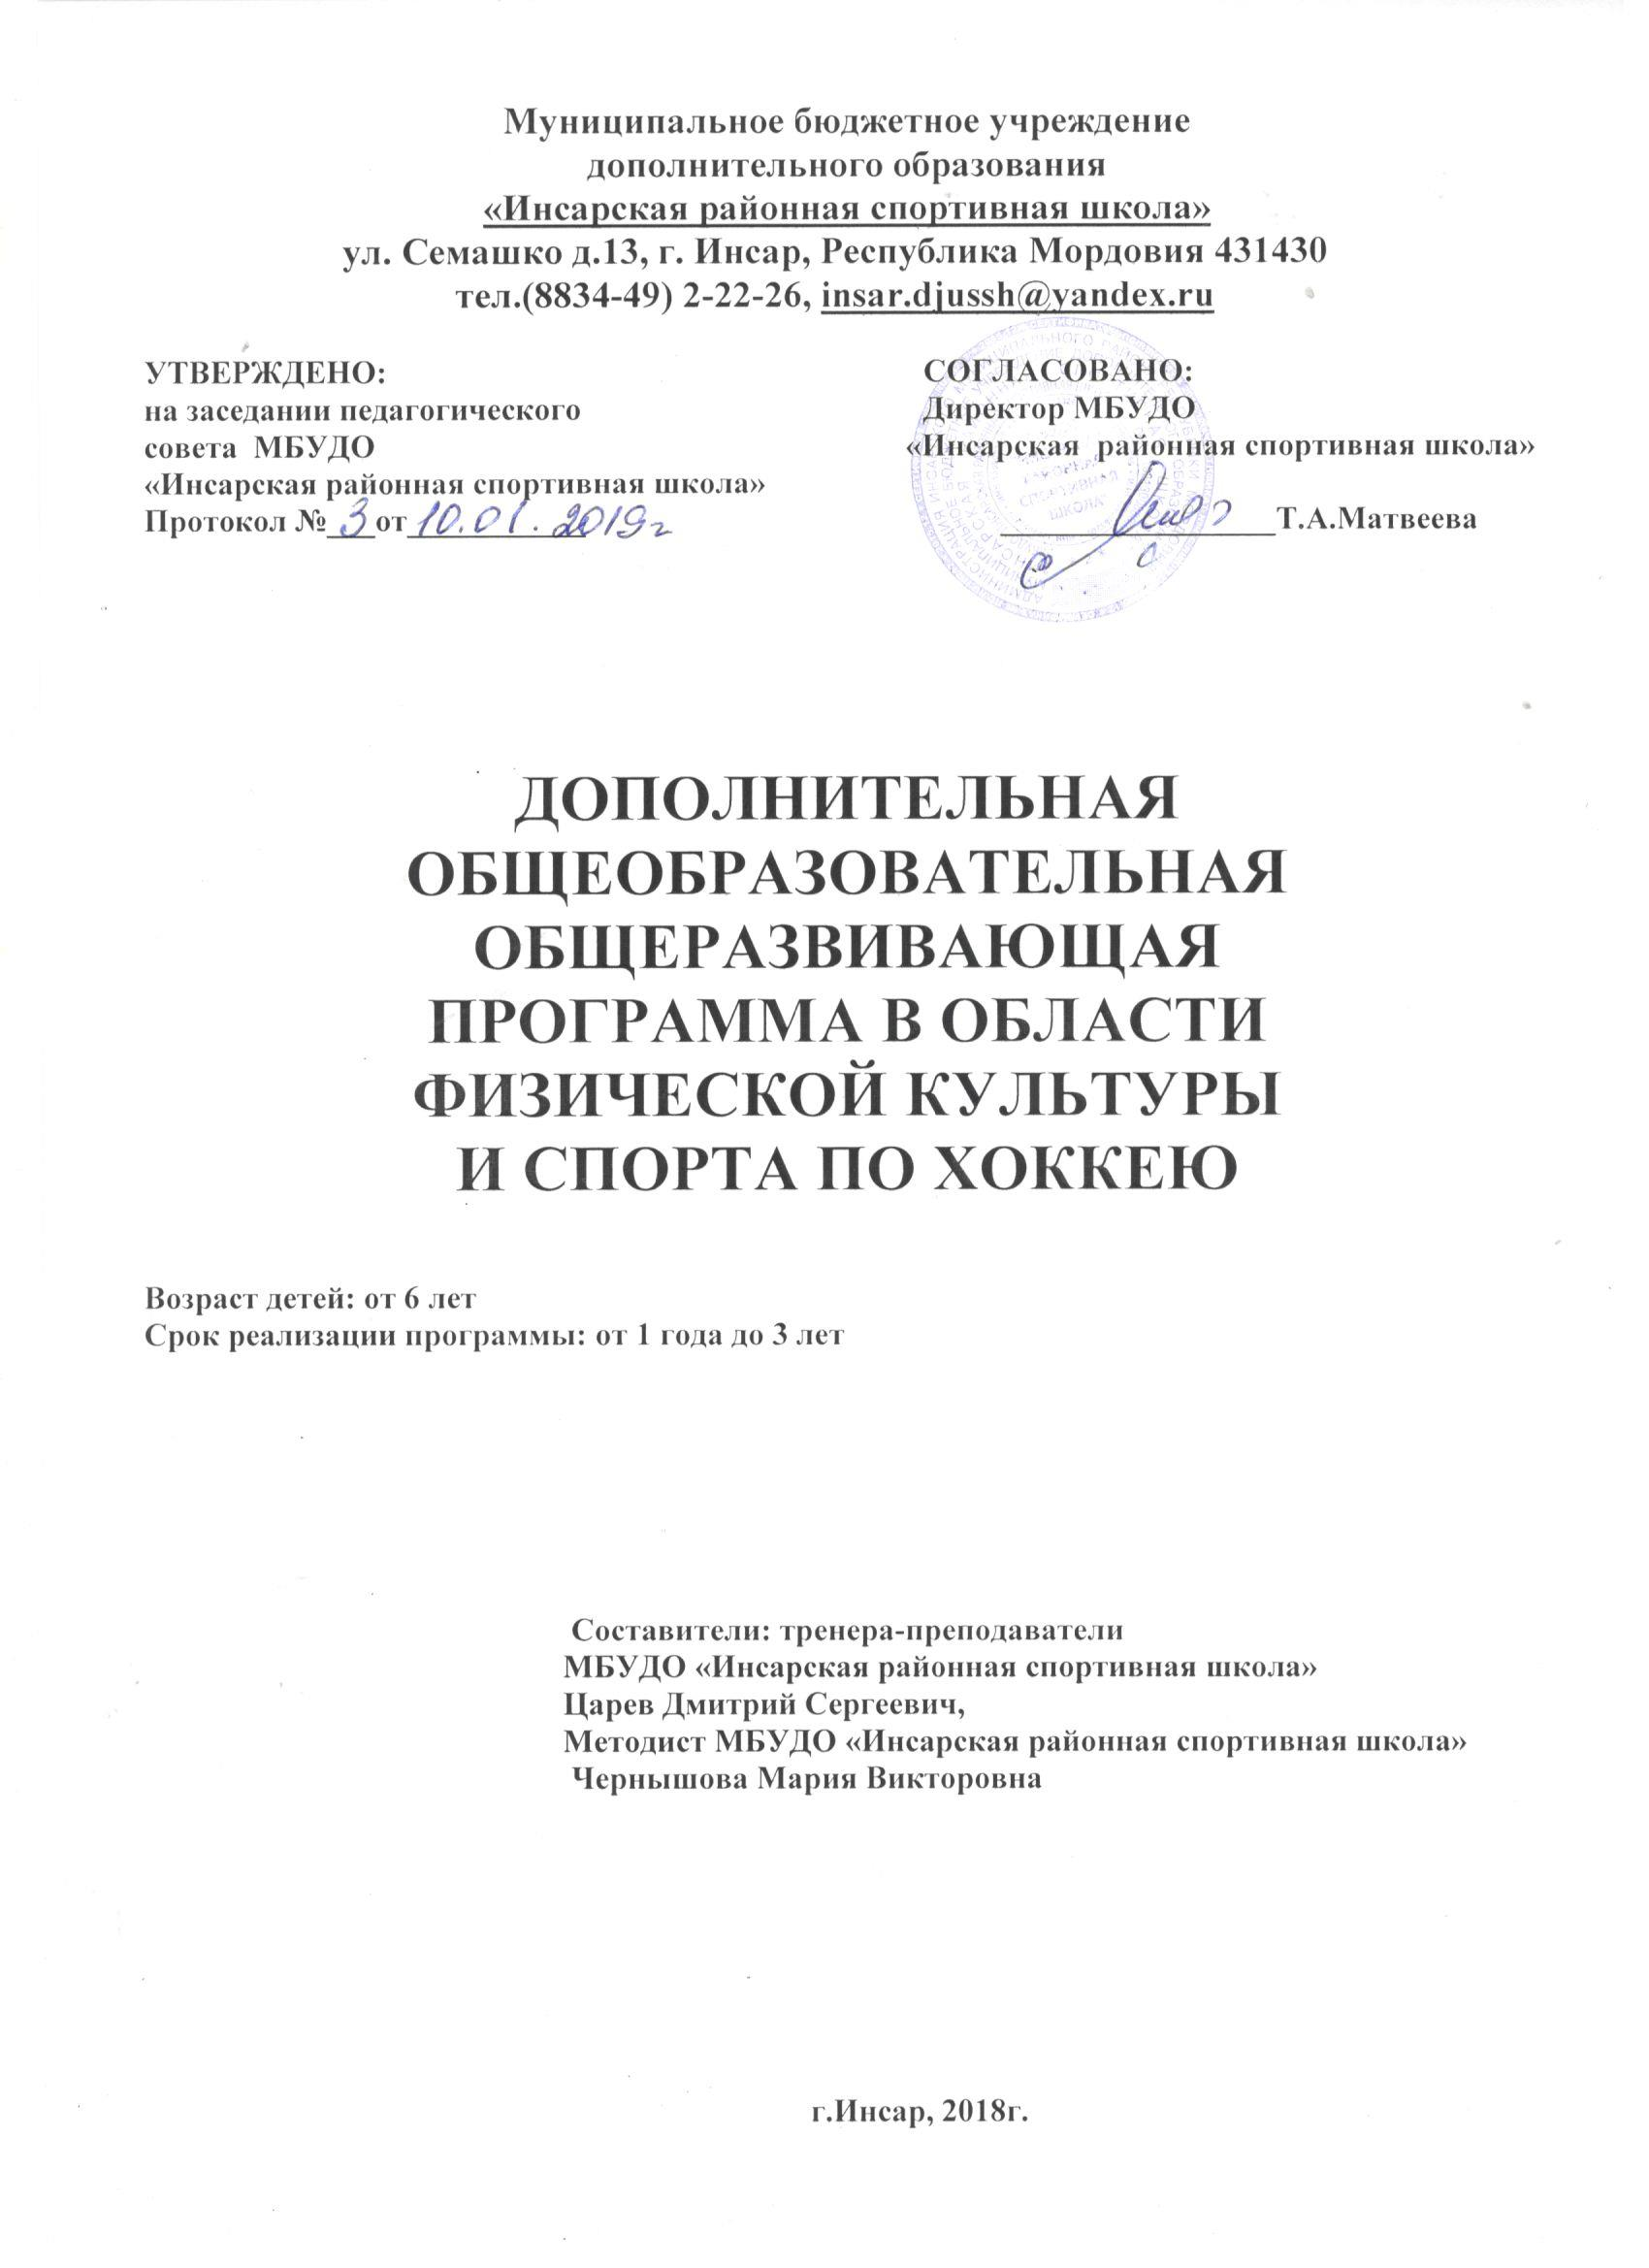 Муниципальное бюджетное учреждение
дополнительного образования
«Инсарская районная спортивная школа»
ул. Семашко д.13, г. Инсар, Республика Мордовия 431430
тел.(8834-49) 2-22-26, insar.djussh@yandex.ru
УТВЕРЖДЕНО:
на заседании педагогического
совета МБУДО
«Инсарская районная спортивная школа»
Протокол № 3 от 10.01.2019г
СОГЛАСОВАНО:
Директор МБУДО
«Инсарская районная спортивная школа»
Т.А.Матвеева
СПОРТИВНАЯ
ШКОЛА"
ДОПОЛНИТЕЛЬНАЯ
ОБЩЕОБРАЗОВАТЕЛЬНАЯ
ОБЩЕРАЗВИВАЮЩАЯ
ПРОГРАММА В ОБЛАСТИ
ФИЗИЧЕСКОЙ КУЛЬТУРЫ
И СПОРТА ПО ХОККЕЮ
Возраст детей: от 6 лет
Срок реализации программы: от 1 года до 3 лет
Составители: тренера-преподаватели
МБУДО «Инсарская районная спортивная школа»
Царев Дмитрий Сергеевич,
Методист МБУДО «Инсарская районная спортивная школа»
Чернышова Мария Викторовна
г.Инсар, 2018г.